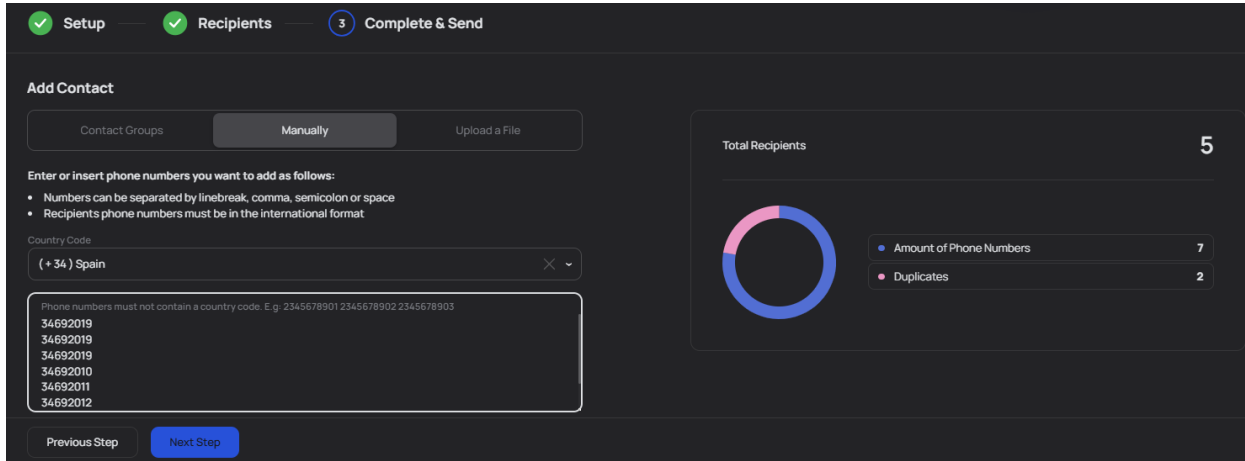 Setup
Recipients
3 Complete & Send
Add Contact
Contact Groups
Manually
Upload a File
Enter or insert phone numbers you want to add as follows:
• Numbers can be separated by linebreak, comma, semicolon or space
• Recipients phone numbers must be in the international format
Country Code
(+34) Spain
Phone numbers must not contain a country code. E.g: 2345678901 2345678902 2345678903
34692019
34692019
34692019
34692010
34692011
34692012
Previous Step
Next Step
Total Recipients 5
Amount of Phone Numbers 7
Duplicates 2